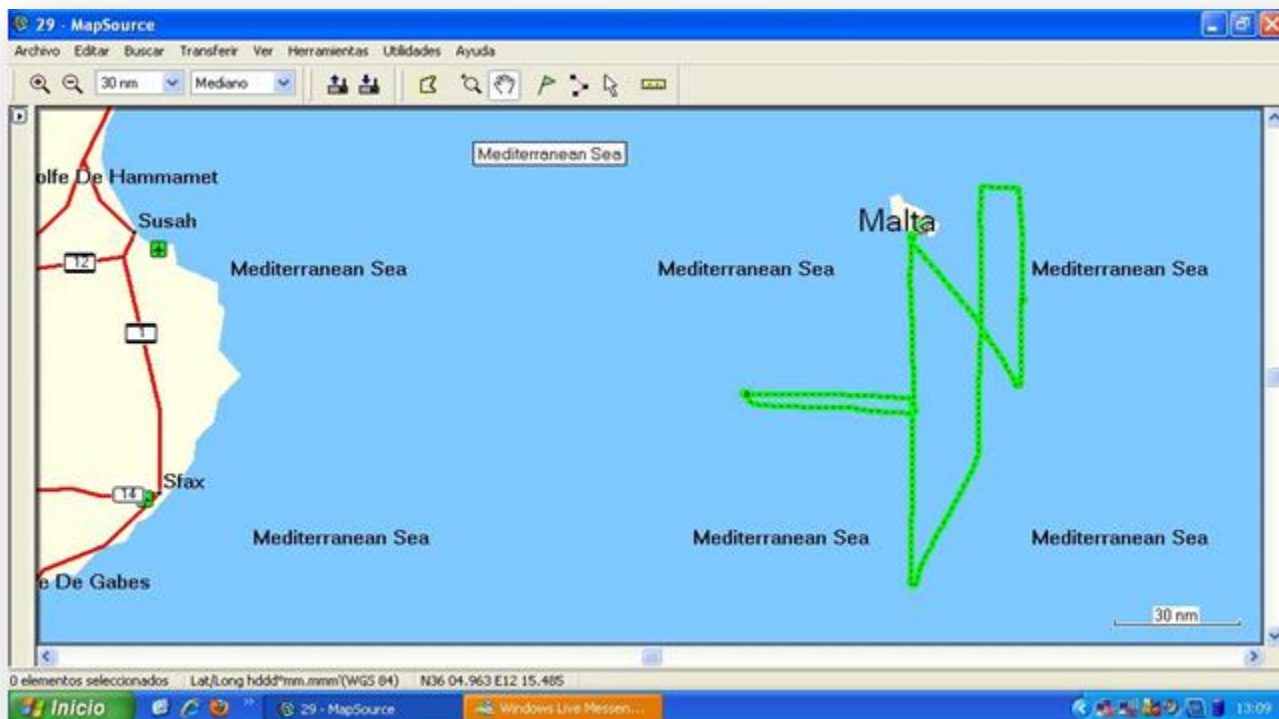 29 - MapSource
Archivo Editar Buscar Transferir Ver Herramientas Utilidades Ayuda
30 nm Mediano
Mediterranean Sea
olfe De Hammamet
Susah
Malta
12
Mediterranean Sea
Mediterranean Sea
Mediterranean Sea
1
Sfax
14
Mediterranean Sea
Mediterranean Sea
Mediterranean Sea
e De Gabes
30 nm
0 elementos seleccionados Lat/Long hddd°mm.mmm'(WGS 84) N36 04.963 E12 15.485
Inicio 29 - MapSource Windows Live Messen... 13:09